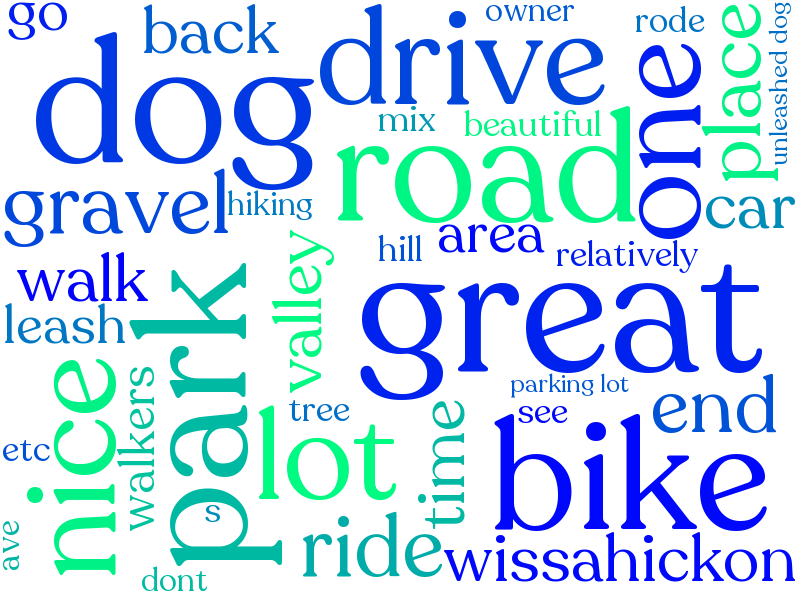 go
back
owner
rode
dog
drive
one
place
unleashed dog
mix
beautiful
road
gravel
hiking
car
hill
area
relatively
walk
valley
great
leash
park
nice
walkers
parking lot
tree
see
end
lot
time
bike
etc
s
ave
ride
wissahickon
dont